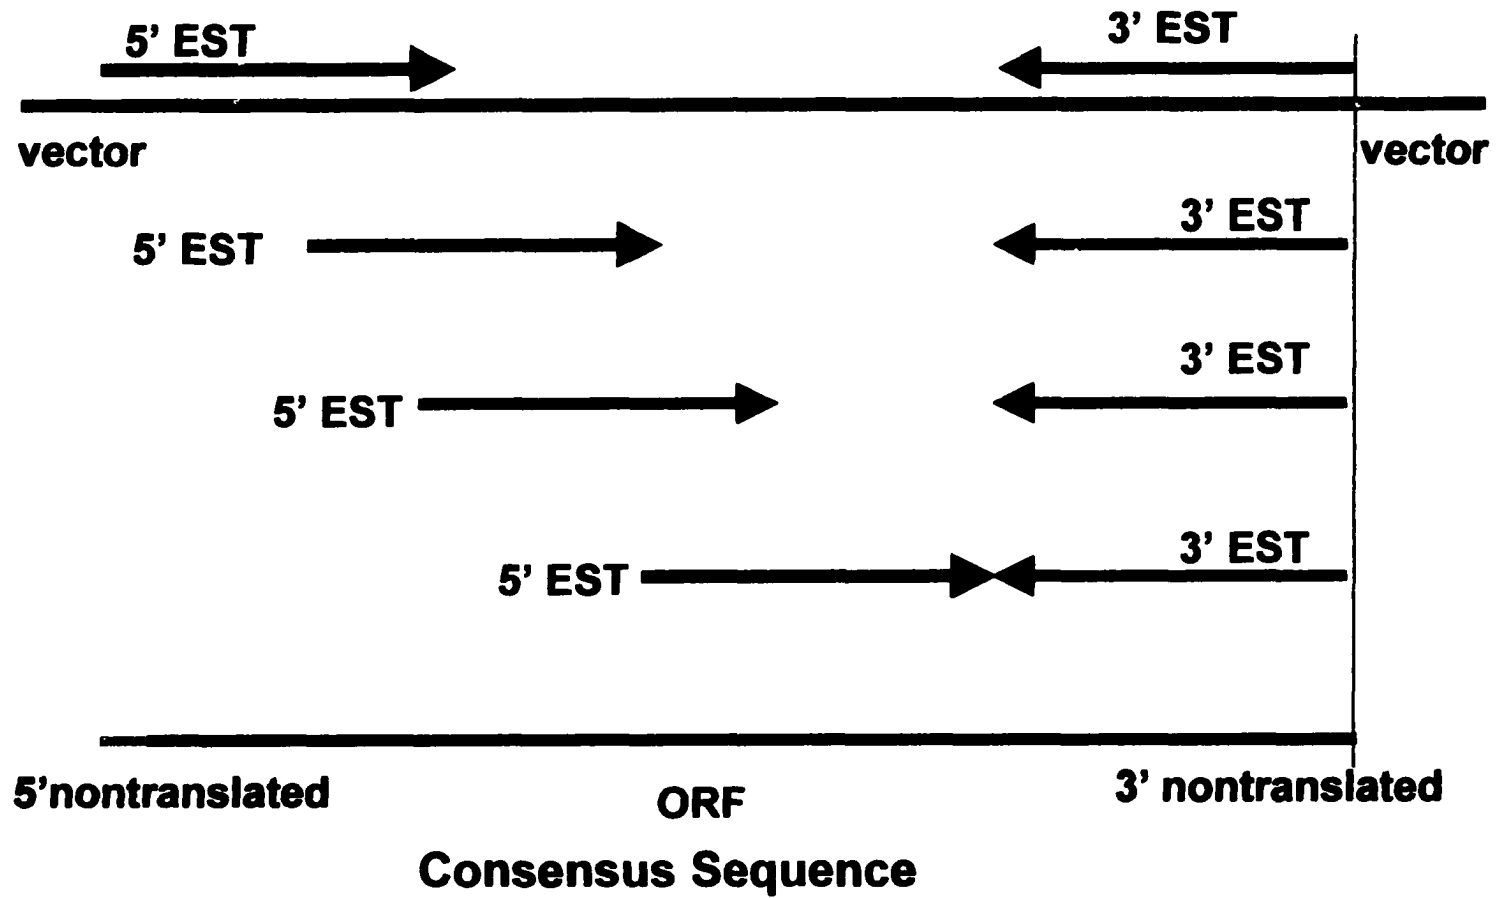 5' EST
3' EST
vector
vector
5' EST
3' EST
5' EST
3' EST
5' EST
3' EST
5'nontranslated
ORF
3' nontranslated
Consensus Sequence